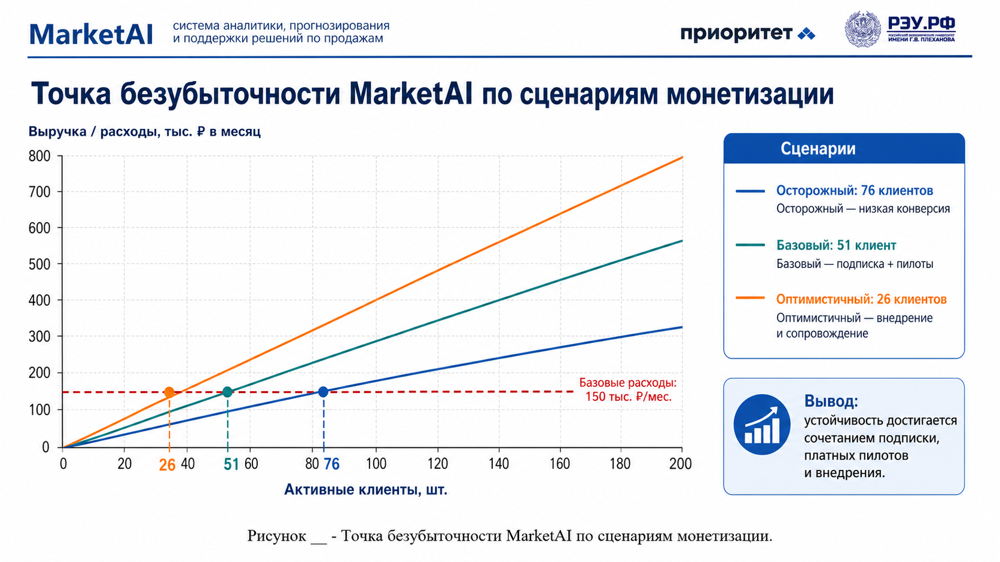 MarketAI
система аналитики, прогнозирования
и поддержки решений по продажам
приоритет
РЭУ.РФ
РОССИЙСКИЙ ЭКОНОМИЧЕСКИЙ УНИВЕРСИТЕТ
ИМЕНИ Г.В. ПЛЕХАНОВА
Точка безубыточности MarketAI по сценариям монетизации
Выручка / расходы, тыс. ₽ в месяц
800
700
600
500
400
300
200
100
0
Базовые расходы:
150 тыс. ₽/мес.
0 20 26 40 51 60 80 76 100 120 140 160 180 200
Активные клиенты, шт.
Сценарии
Осторожный: 76 клиентов
Осторожный — низкая конверсия
Базовый: 51 клиент
Базовый — подписка + пилоты
Оптимистичный: 26 клиентов
Оптимистичный — внедрение
и сопровождение
Вывод:
устойчивость достигается
сочетанием подписки,
платных пилотов
и внедрения.
Рисунок __ - Точка безубыточности MarketAI по сценариям монетизации.